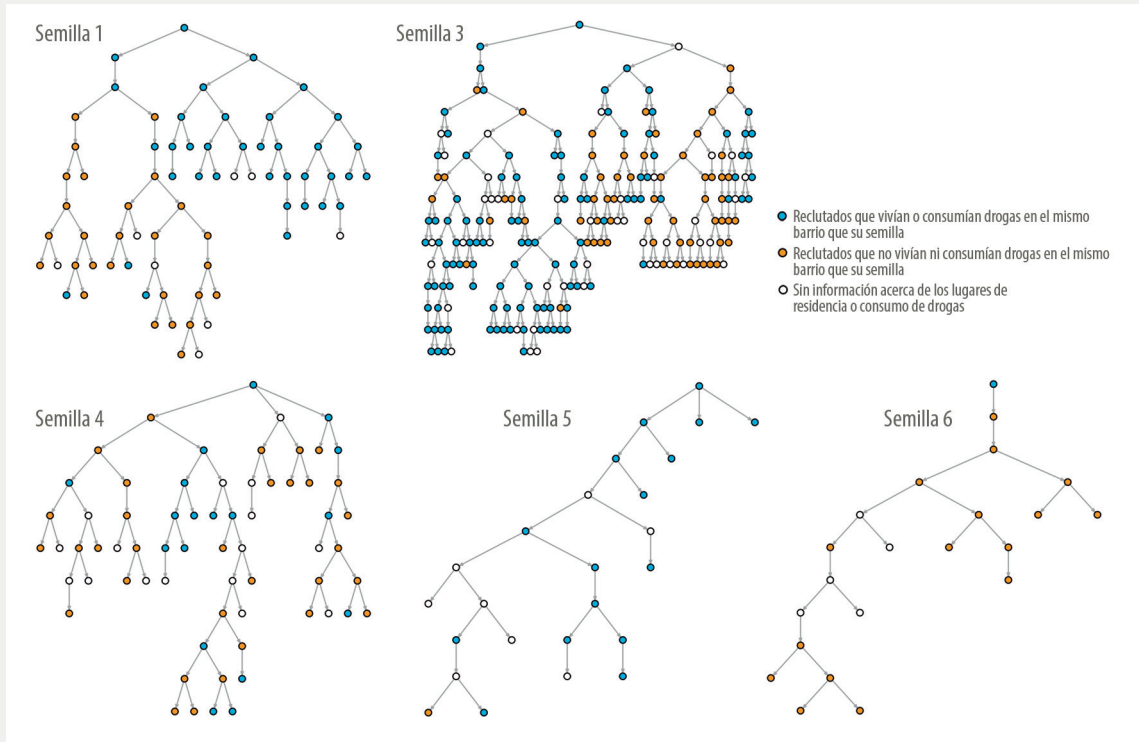 Semilla 1
Semilla 3
Reclutados que vivían o consumían drogas en el mismo
barrio que su semilla
Reclutados que no vivían ni consumían drogas en el mismo
barrio que su semilla
Sin información acerca de los lugares de
residencia o consumo de drogas
Semilla 4
Semilla 5
Semilla 6